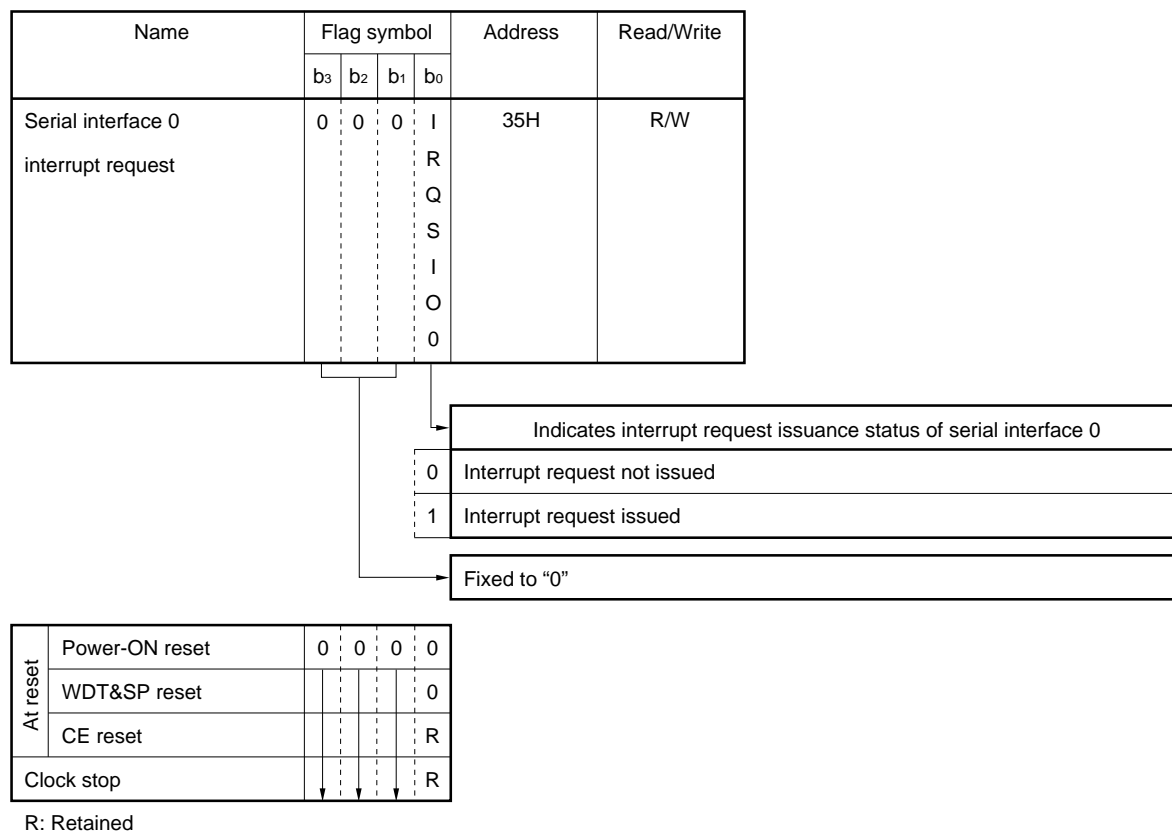 Name Flag symbol Address Read/Write
b3 b2 b1 b0
Serial interface 0 0 0 0 I 35H R/W
interrupt request R
Q
S
I
O
0
Indicates interrupt request issuance status of serial interface 0
0 Interrupt request not issued
1 Interrupt request issued
Fixed to “0”
At reset
Power-ON reset 0 0 0 0
WDT&SP reset 0
CE reset R
Clock stop R
R: Retained